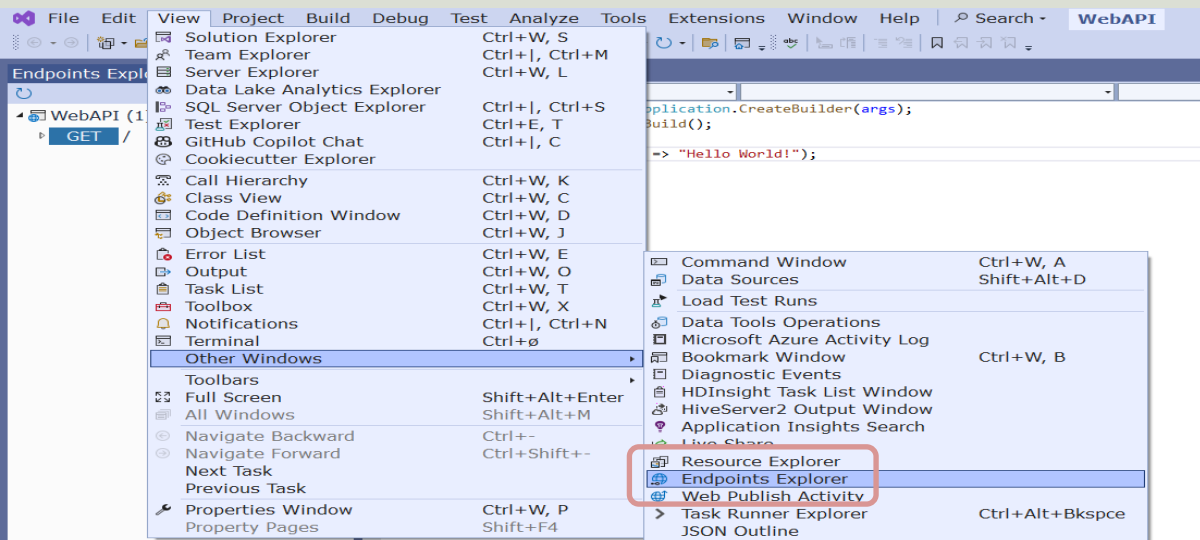 File Edit View Project Build Debug Test Analyze Tools Extensions Window Help Search WebAPI
Endpoints Explo
WebAPI (1)
GET /
Solution Explorer Ctrl+W, S
Team Explorer Ctrl+|, Ctrl+M
Server Explorer Ctrl+W, L
Data Lake Analytics Explorer
SQL Server Object Explorer Ctrl+|, Ctrl+S
Test Explorer Ctrl+E, T
GitHub Copilot Chat Ctrl+|, C
Cookiecutter Explorer
Call Hierarchy Ctrl+W, K
Class View Ctrl+W, C
Code Definition Window Ctrl+W, D
Object Browser Ctrl+W, J
Error List Ctrl+W, E
Output Ctrl+W, O
Task List Ctrl+W, T
Toolbox Ctrl+W, X
Notifications Ctrl+|, Ctrl+N
Terminal Ctrl+ø
Other Windows
Toolbars
Full Screen Shift+Alt+Enter
All Windows Shift+Alt+M
Navigate Backward Ctrl+-
Navigate Forward Ctrl+Shift+-
Next Task
Previous Task
Properties Window Ctrl+W, P
Property Pages Shift+F4
pplication.CreateBuilder(args);
Build();
=> "Hello World!");
Command Window Ctrl+W, A
Data Sources Shift+Alt+D
Load Test Runs
Data Tools Operations
Microsoft Azure Activity Log
Bookmark Window Ctrl+W, B
Diagnostic Events
HDInsight Task List Window
HiveServer2 Output Window
Application Insights Search
Live Share
Resource Explorer
Endpoints Explorer
Web Publish Activity
Task Runner Explorer Ctrl+Alt+Bkspce
JSON Outline